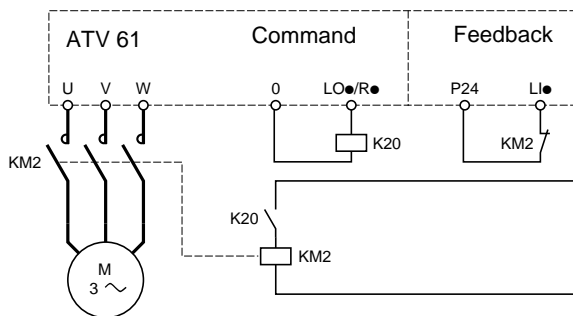 ATV 61 Command Feedback
U V W 0 LO●/R● P24 LI●
K20 KM2
KM2
K20
KM2
M
3 ~